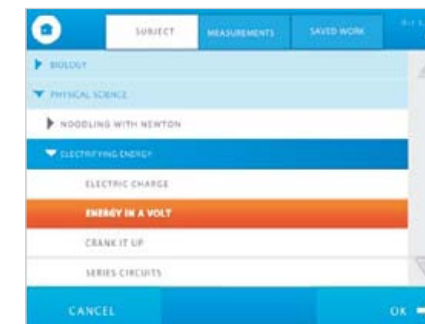 SUBJECT MEASUREMENTS SAVED WORK
BIOLOGY
PHYSICAL SCIENCE
NOODLING WITH NEWTON
ELECTRIFYING ENERGY
ELECTRIC CHARGE
ENERGY IN A VOLT
CRANK IT UP
SERIES CIRCUITS
CANCEL OK